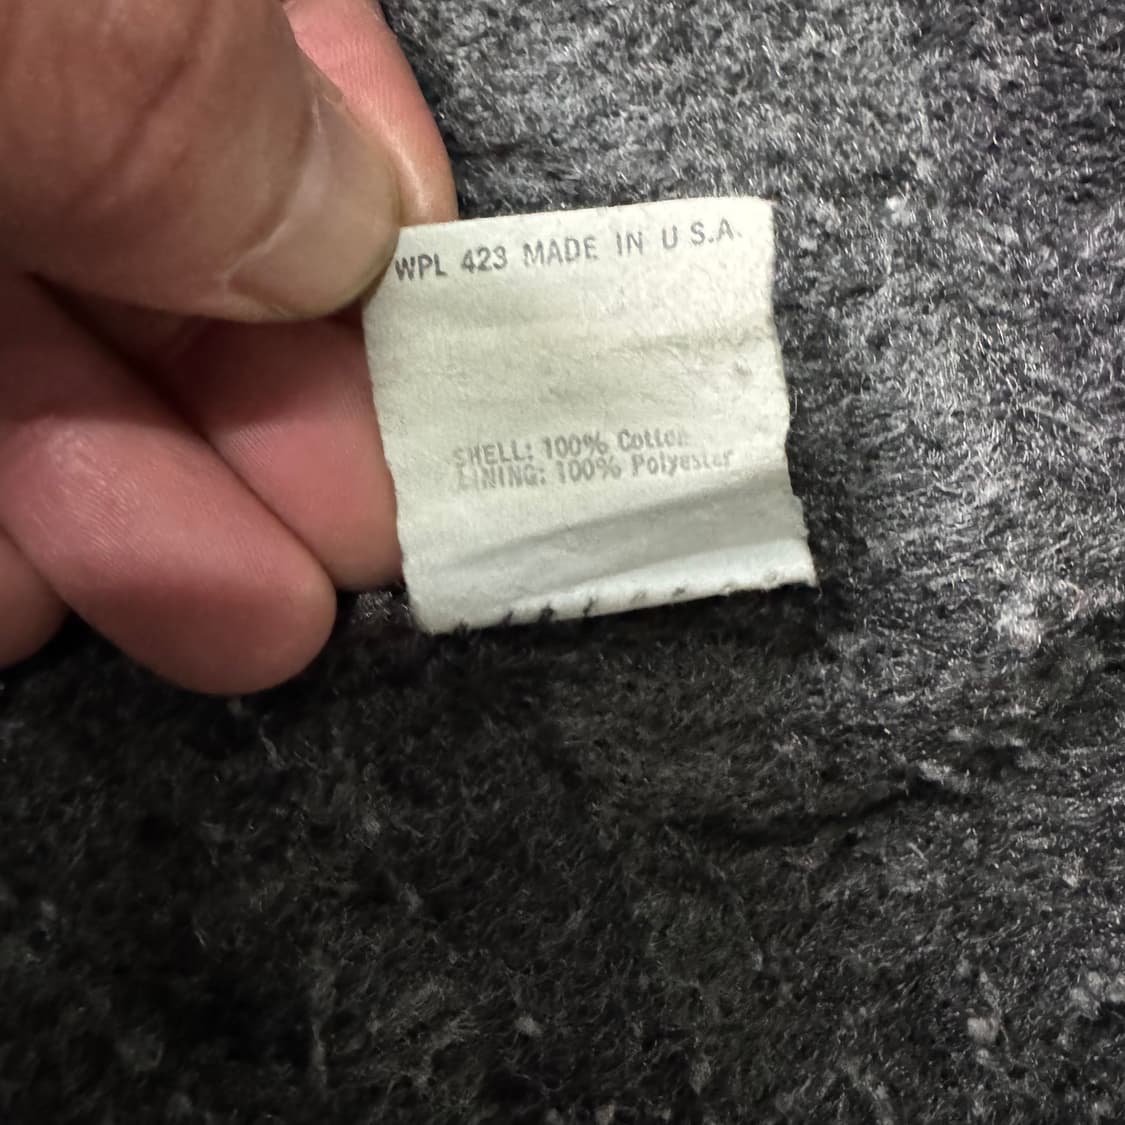 WPL 423 MADE IN U S.A.
SHELL: 100% Cotton
LINING: 100% Polyester